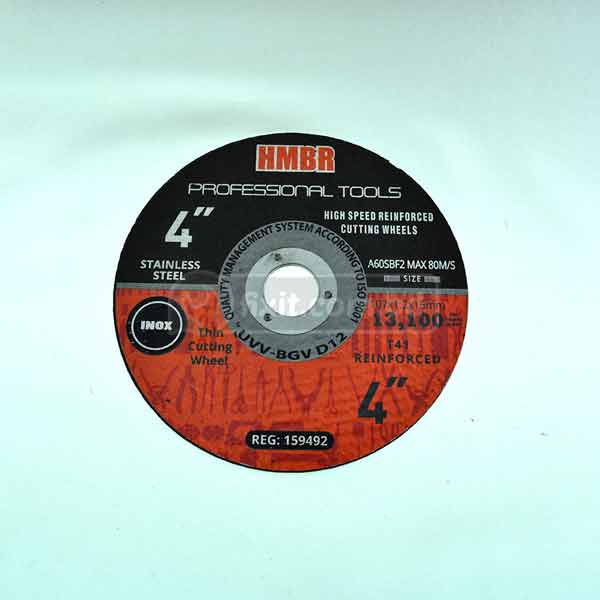 HMBR
PROFESSIONAL TOOLS
4"
HIGH SPEED REINFORCED
CUTTING WHEELS
STAINLESS
STEEL
A60SBF2 MAX 80M/S
SIZE
QUALITY MANAGEMENT SYSTEM ACCORDING TO ISO 9001
UVV-BGV D12
INOX
Thin
Cutting
Wheel
13,100
T41
REINFORCED
4"
REG: 159492